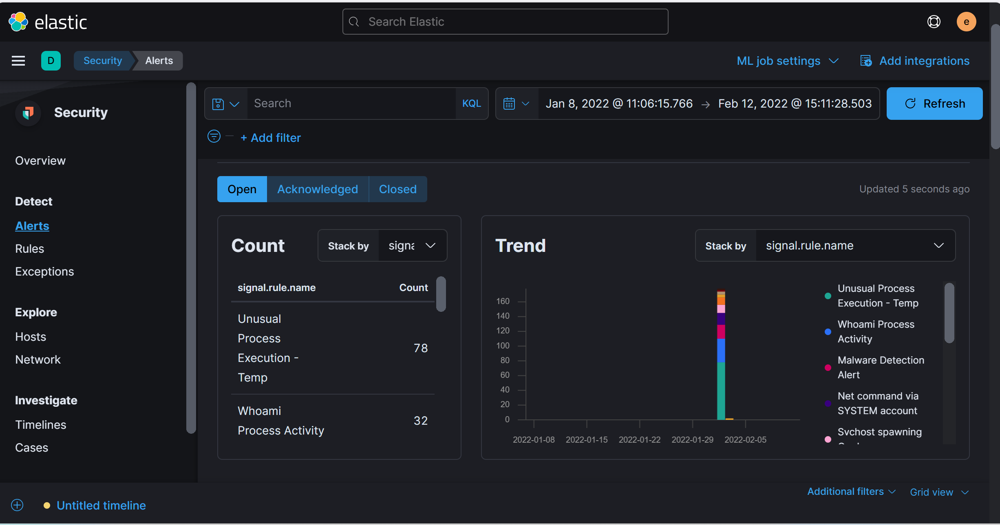 elastic
Search Elastic
e
D
Security
Alerts
ML job settings
Add integrations
Security
Overview
Detect
Alerts
Rules
Exceptions
Explore
Hosts
Network
Investigate
Timelines
Cases
Search
KQL
Jan 8, 2022 @ 11:06:15.766 → Feb 12, 2022 @ 15:11:28.503
Refresh
+ Add filter
Open
Acknowledged
Closed
Updated 5 seconds ago
Count
Stack by
signa
signal.rule.name
Count
Unusual
Process
Execution -
Temp
78
Whoami
Process Activity
32
Trend
Stack by
signal.rule.name
160
140
120
100
80
60
40
20
0
2022-01-08
2022-01-15
2022-01-22
2022-01-29
2022-02-05
Unusual Process
Execution - Temp
Whoami Process
Activity
Malware Detection
Alert
Net command via
SYSTEM account
Svchost spawning
Additional filters
Grid view
Untitled timeline